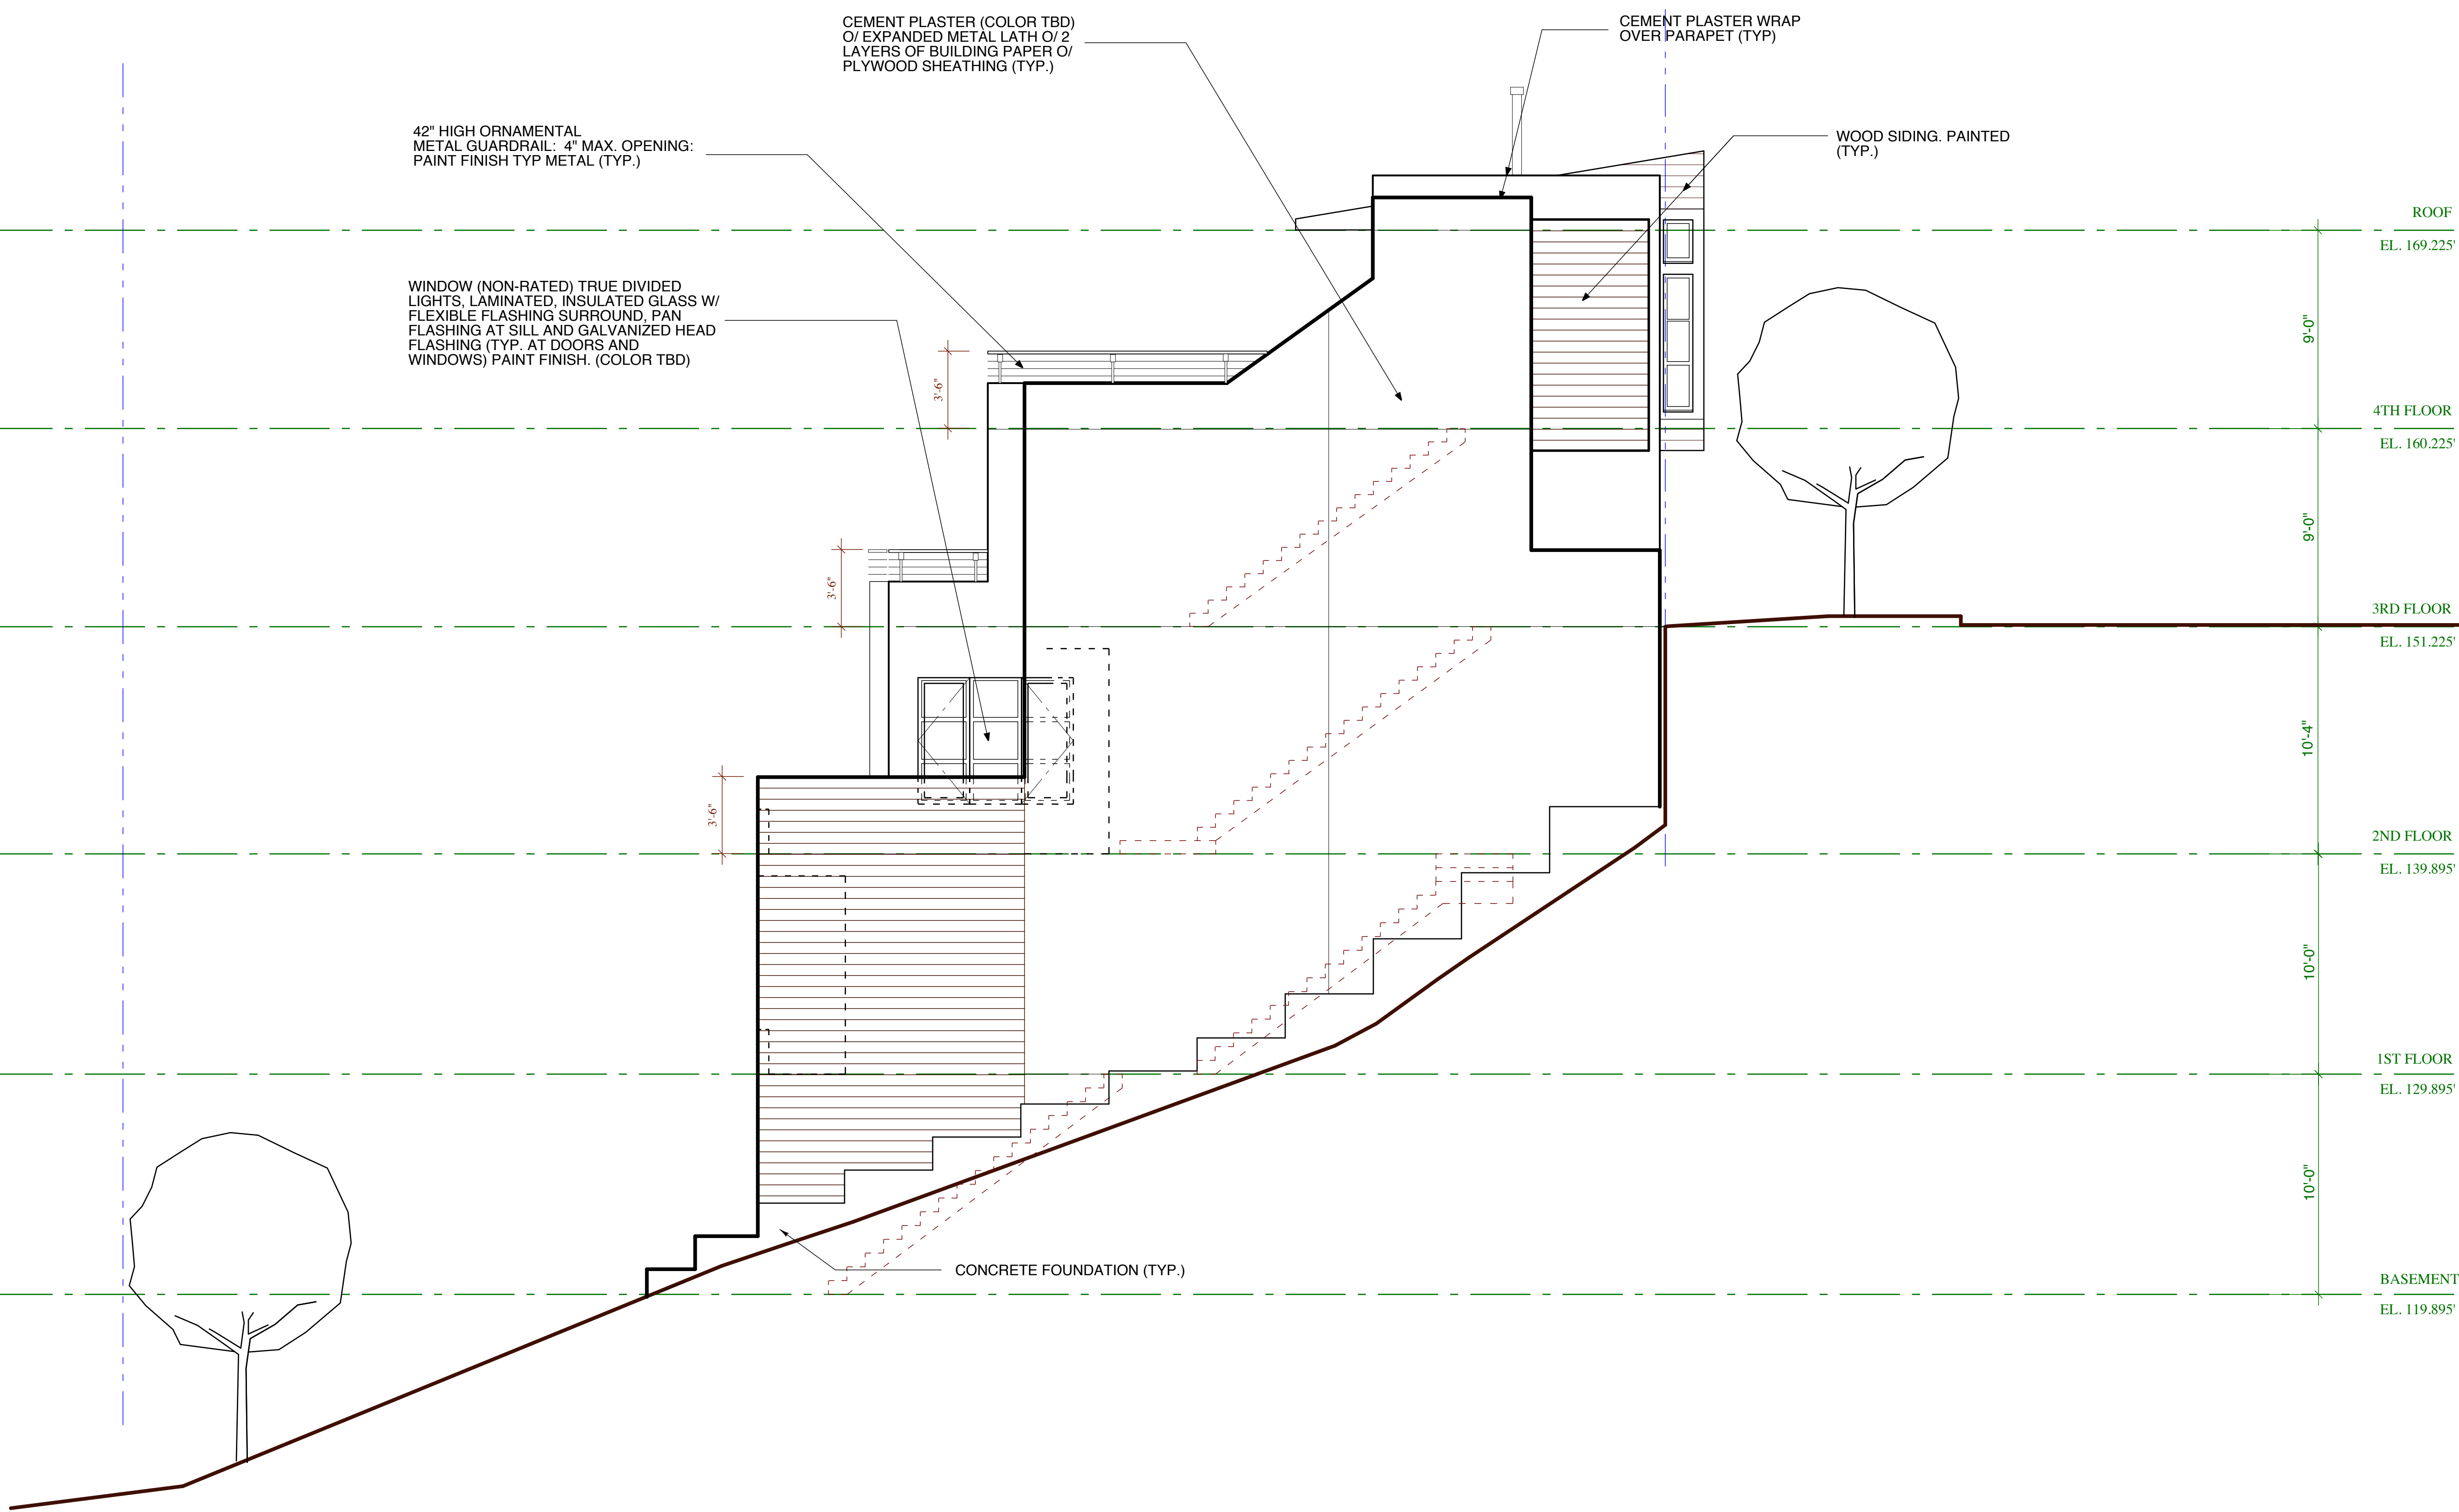 CEMENT PLASTER (COLOR TBD)
O/ EXPANDED METAL LATH O/ 2
LAYERS OF BUILDING PAPER O/
PLYWOOD SHEATHING (TYP.)
CEMENT PLASTER WRAP
OVER PARAPET (TYP)
42" HIGH ORNAMENTAL
METAL GUARDRAIL: 4" MAX. OPENING:
PAINT FINISH TYP METAL (TYP.)
WOOD SIDING. PAINTED
(TYP.)
WINDOW (NON-RATED) TRUE DIVIDED
LIGHTS, LAMINATED, INSULATED GLASS W/
FLEXIBLE FLASHING SURROUND, PAN
FLASHING AT SILL AND GALVANIZED HEAD
FLASHING (TYP. AT DOORS AND
WINDOWS) PAINT FINISH. (COLOR TBD)
ROOF
EL. 169.225'
9'-0"
3'-6"
4TH FLOOR
EL. 160.225'
9'-0"
3'-6"
3RD FLOOR
EL. 151.225'
10'-4"
3'-6"
2ND FLOOR
EL. 139.895'
10'-0"
1ST FLOOR
EL. 129.895'
10'-0"
CONCRETE FOUNDATION (TYP.)
BASEMENT
EL. 119.895'